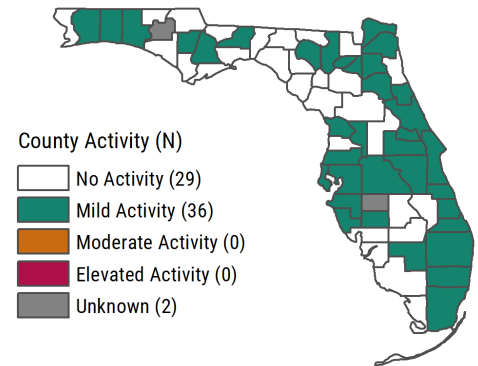 County Activity (N)
No Activity (29)
Mild Activity (36)
Moderate Activity (0)
Elevated Activity (0)
Unknown (2)